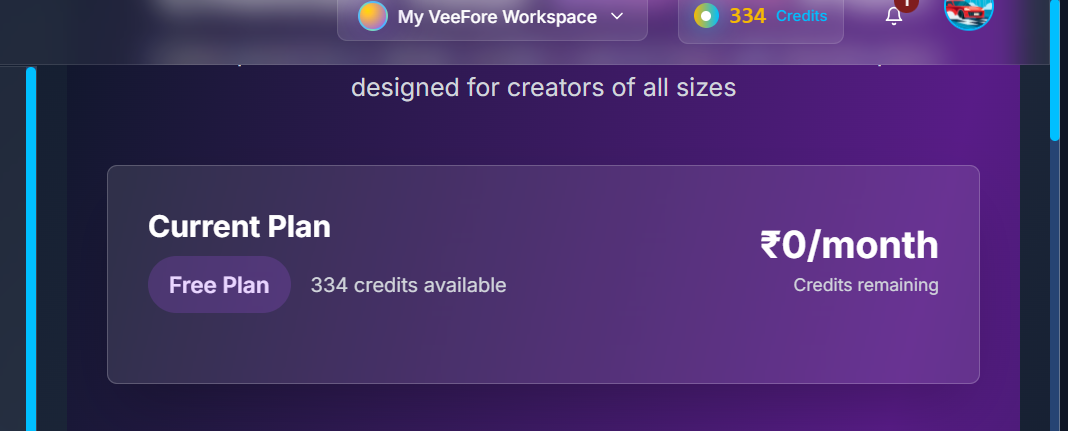 My VeeFore Workspace
334 Credits
designed for creators of all sizes
Current Plan
Free Plan
334 credits available
₹0/month
Credits remaining